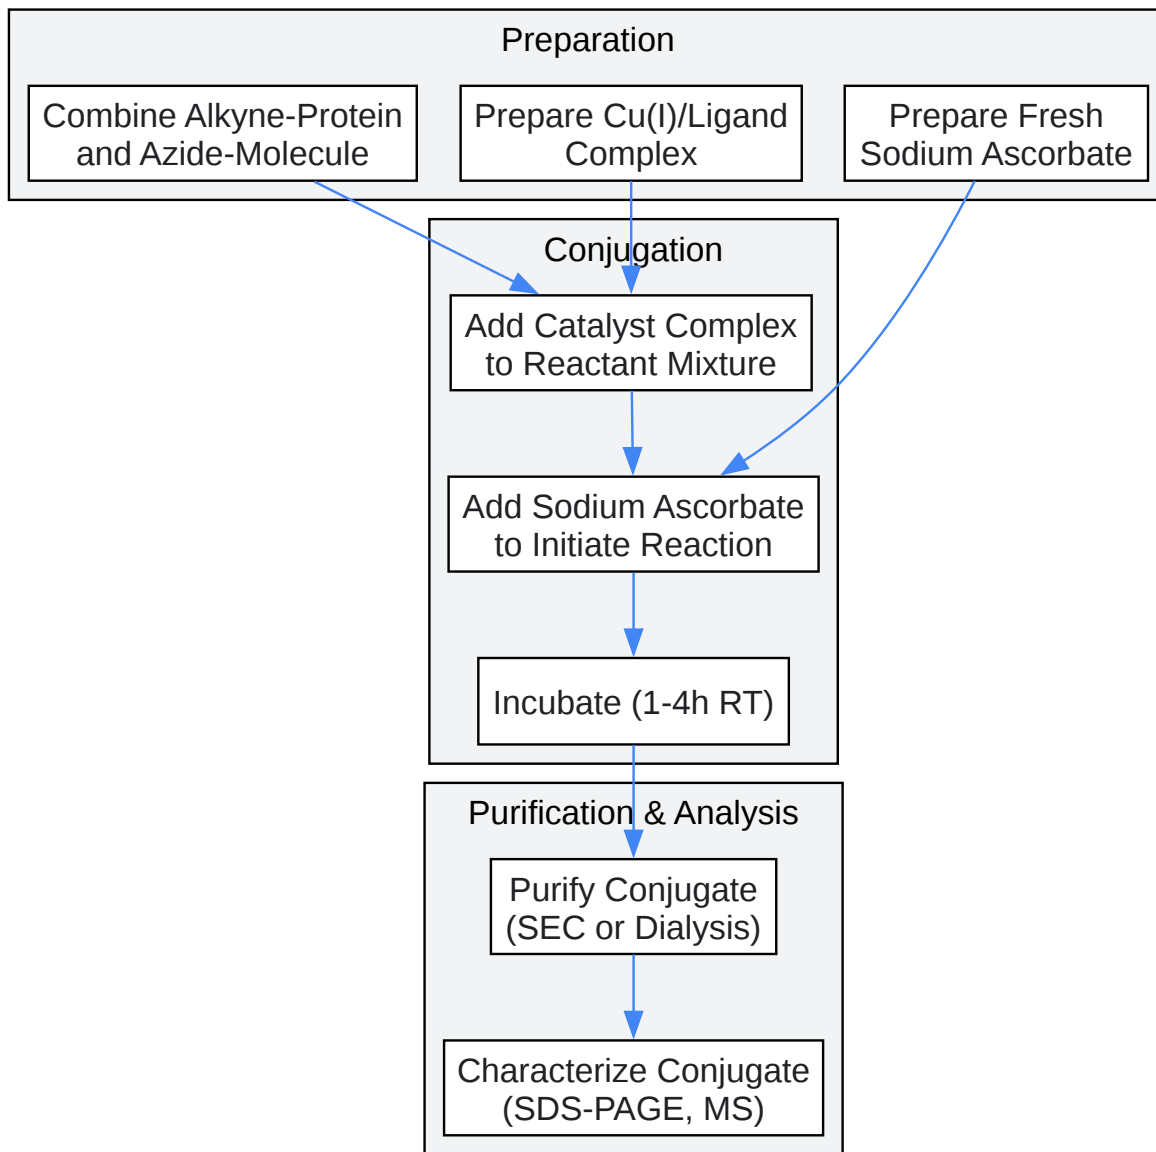 Preparation
Combine Alkyne-Protein
and Azide-Molecule
Prepare Cu(I)/Ligand
Complex
Prepare Fresh
Sodium Ascorbate
Conjugation
Add Catalyst Complex
to Reactant Mixture
Add Sodium Ascorbate
to Initiate Reaction
Incubate (1-4h RT)
Purification & Analysis
Purify Conjugate
(SEC or Dialysis)
Characterize Conjugate
(SDS-PAGE, MS)